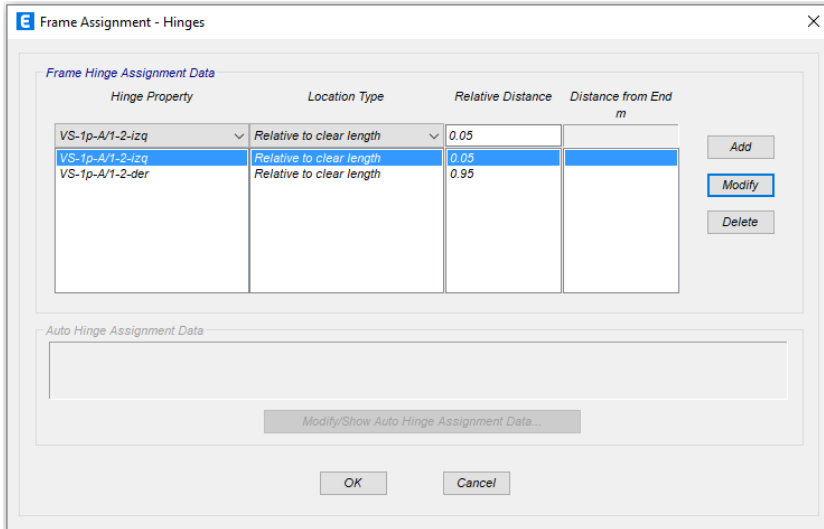 E Frame Assignment - Hinges
Frame Hinge Assignment Data
Hinge Property Location Type Relative Distance Distance from End
m
VS-1p-A/1-2-izq Relative to clear length 0.05
VS-1p-A/1-2-izq Relative to clear length 0.05
VS-1p-A/1-2-der Relative to clear length 0.95
Add
Modify
Delete
Auto Hinge Assignment Data
Modify/Show Auto Hinge Assignment Data...
OK Cancel